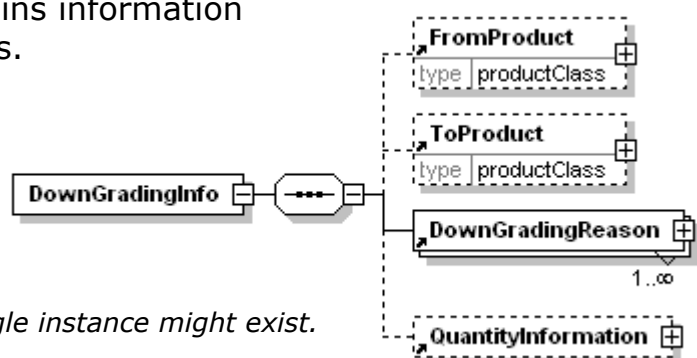 ins information
s.
FromProduct
type productClass
ToProduct
type productClass
DownGradingInfo
DownGradingReason
1..∞
gle instance might exist.
QuantityInformation